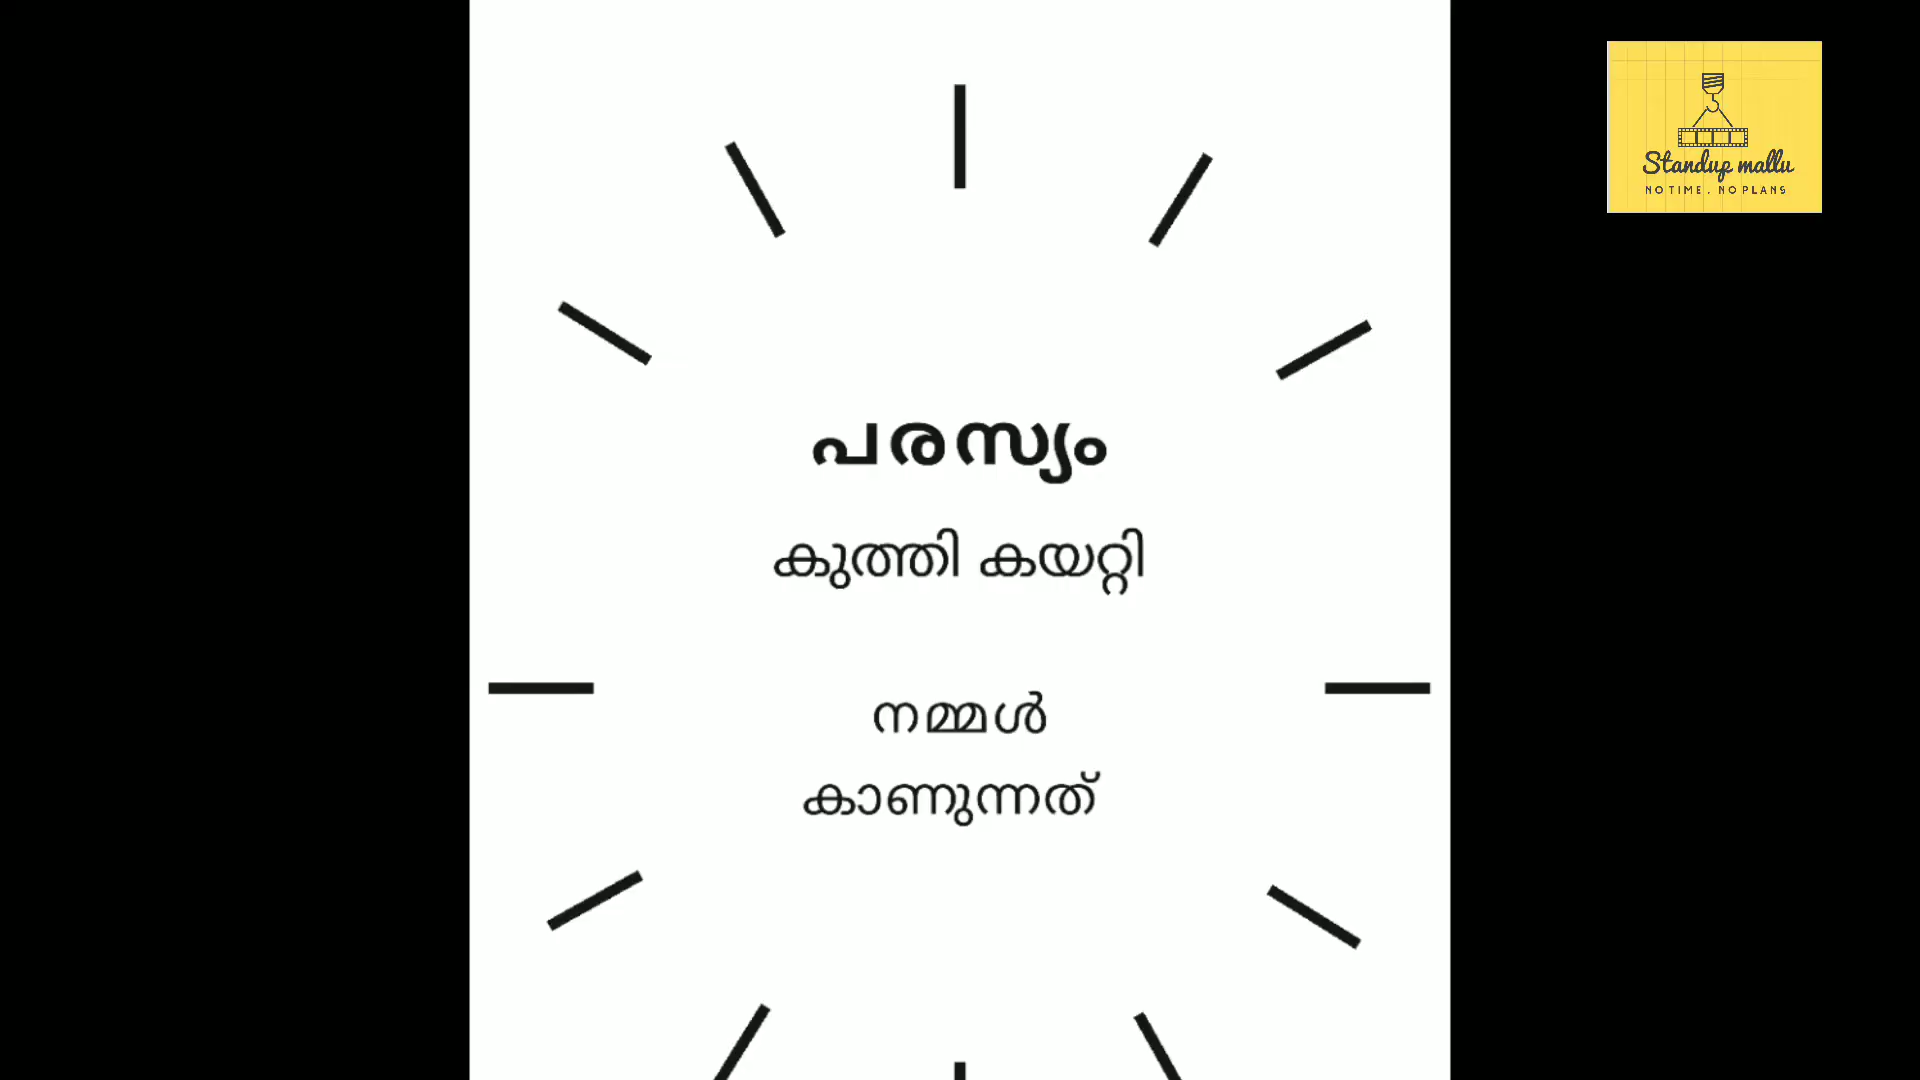 പരസ്യം
കുത്തി കയറ്റി
നമ്മൾ
കാണുന്നത്
Standup mallu
NO TIME. NO PLANS